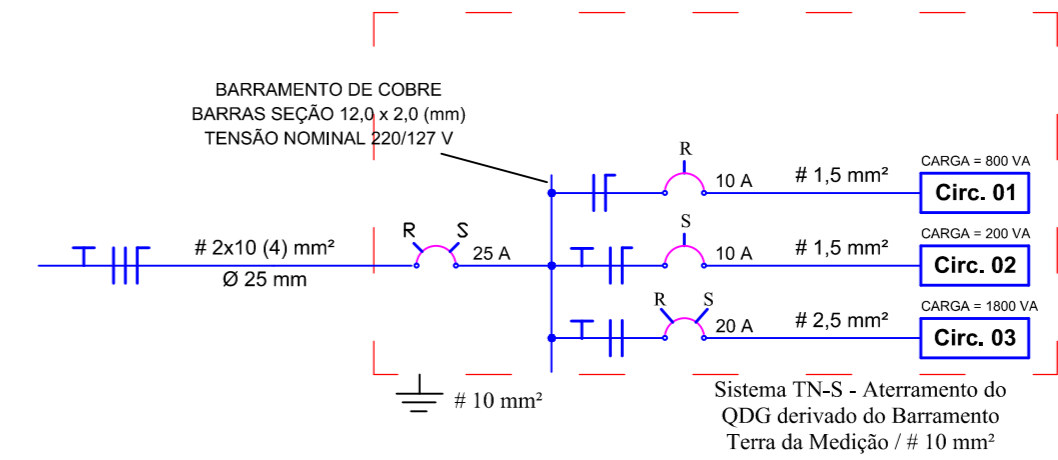 BARRAMENTO DE COBRE
BARRAS SEÇÃO 12,0 x 2,0 (mm)
TENSÃO NOMINAL 220/127 V
# 2x10 (4) mm²
Ø 25 mm
R S
25 A
R
10 A
# 1,5 mm²
CARGA = 800 VA
Circ. 01
S
10 A
# 1,5 mm²
CARGA = 200 VA
Circ. 02
R S
20 A
# 2,5 mm²
CARGA = 1800 VA
Circ. 03
# 10 mm²
Sistema TN-S - Aterramento do
QDG derivado do Barramento
Terra da Medição / # 10 mm²